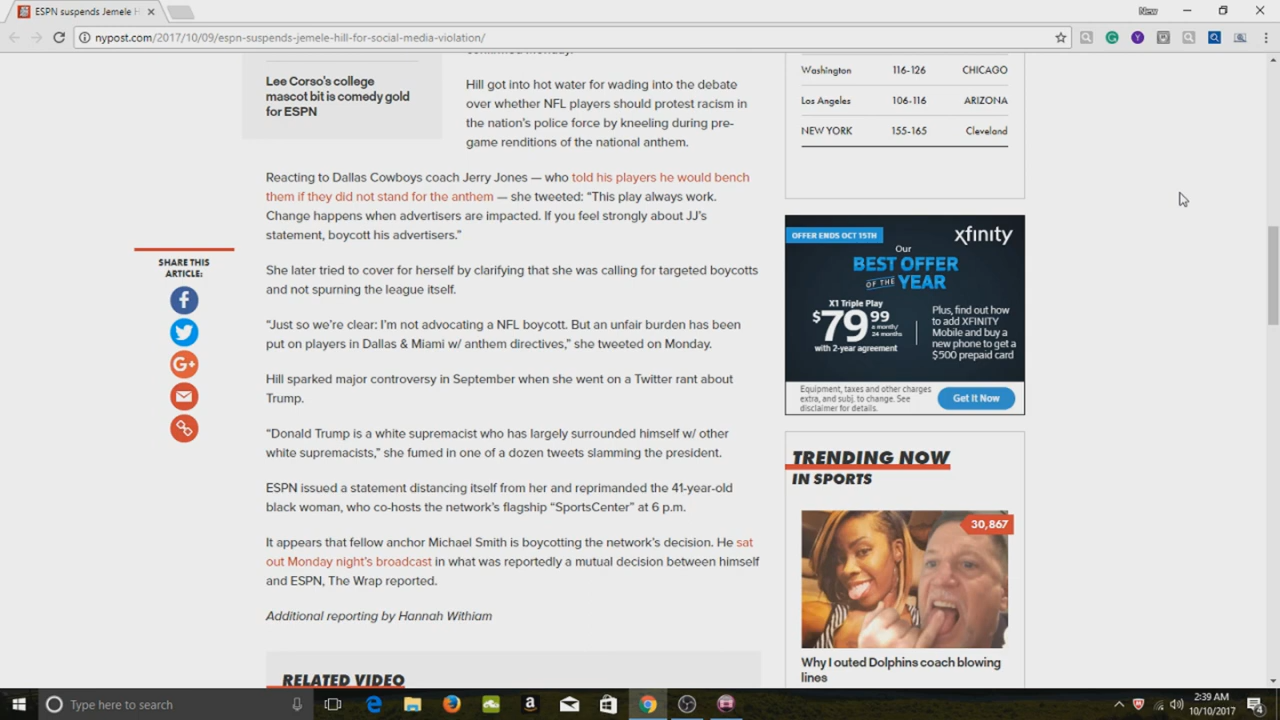 ESPN suspends Jemele H
New
nypost.com/2017/10/09/espn-suspends-jemele-hill-for-social-media-violation/
Lee Corso's college
mascot bit is comedy gold
for ESPN
Hill got into hot water for wading into the debate
over whether NFL players should protest racism in
the nation's police force by kneeling during pre-
game renditions of the national anthem.
Reacting to Dallas Cowboys coach Jerry Jones — who told his players he would bench
them if they did not stand for the anthem — she tweeted: “This play always work.
Change happens when advertisers are impacted. If you feel strongly about JJ's
statement, boycott his advertisers.”
She later tried to cover for herself by clarifying that she was calling for targeted boycotts
and not spurning the league itself.
“Just so we're clear: I'm not advocating a NFL boycott. But an unfair burden has been
put on players in Dallas & Miami w/ anthem directives,” she tweeted on Monday.
Hill sparked major controversy in September when she went on a Twitter rant about
Trump.
“Donald Trump is a white supremacist who has largely surrounded himself w/ other
white supremacists,” she fumed in one of a dozen tweets slamming the president.
ESPN issued a statement distancing itself from her and reprimanded the 41-year-old
black woman, who co-hosts the network's flagship “SportsCenter” at 6 p.m.
It appears that fellow anchor Michael Smith is boycotting the network's decision. He sat
out Monday night's broadcast in what was reportedly a mutual decision between himself
and ESPN, The Wrap reported.
Additional reporting by Hannah Withiam
RELATED VIDEO
SHARE THIS
ARTICLE:
Washington 116-126 CHICAGO
Los Angeles 106-116 ARIZONA
NEW YORK 155-165 Cleveland
OFFER ENDS OCT 15TH
xfinity
Our
BEST OFFER
OF THE YEAR
X1 Triple Play
$79 99
a monthly
24 months
with 2-year agreement
Plus, find out how
to add XFINITY
Mobile and buy a
new phone to get a
$500 prepaid card
Equipment, taxes and other charges
extra, and subj. to change. See
disclaimer for details.
Get It Now
TRENDING NOW
IN SPORTS
30,867
Why I outed Dolphins coach blowing
lines
Type here to search
2:39 AM
10/10/2017